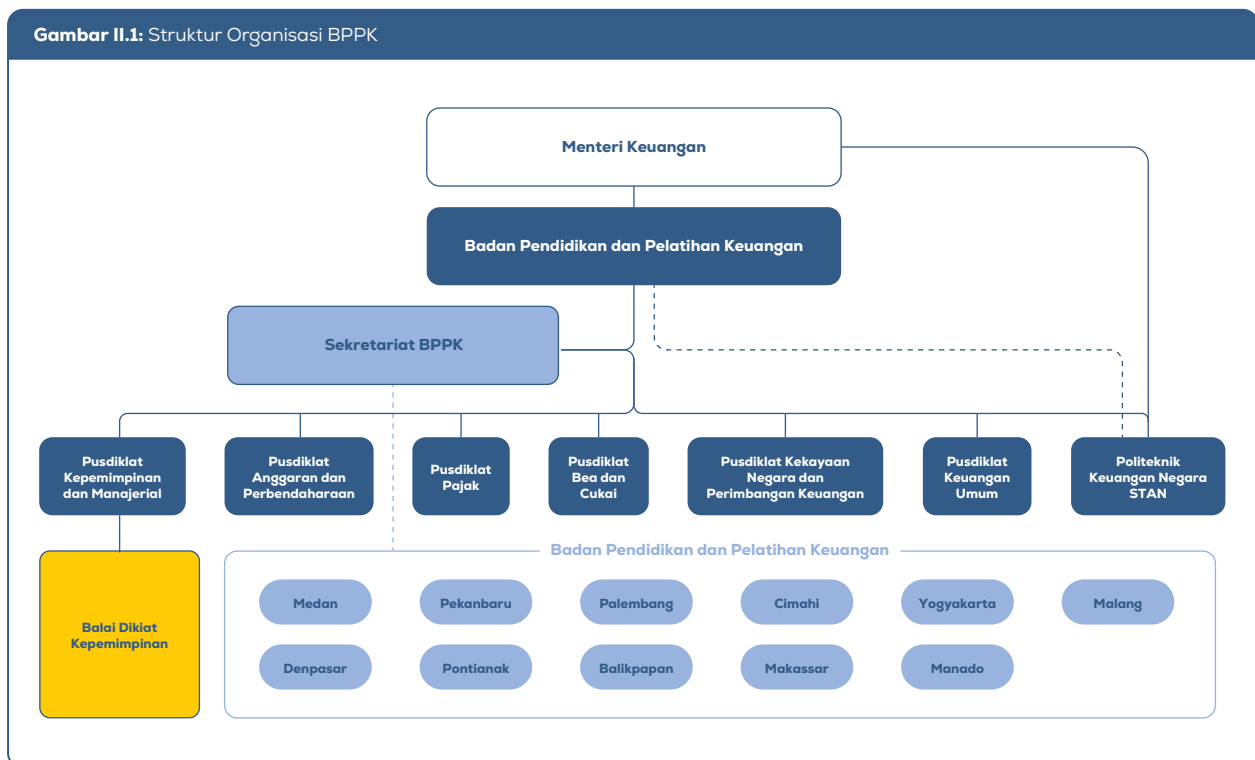 Gambar II.1: Struktur Organisasi BPPK
Menteri Keuangan
Badan Pendidikan dan Pelatihan Keuangan
Sekretariat BPPK
Pusdiklat
Kepemimpinan
dan Manajerial
Pusdiklat
Anggaran dan
Perbendaharaan
Pusdiklat
Pajak
Pusdiklat
Bea dan
Cukai
Pusdiklat Kekayaan
Negara dan
Perimbangan Keuangan
Pusdiklat
Keuangan
Umum
Politeknik
Keuangan Negara
STAN
Balai Dikiat
Kepemimpinan
Badan Pendidikan dan Pelatihan Keuangan
Medan
Pekanbaru
Palembang
Cimahi
Yogyakarta
Malang
Denpasar
Pontianak
Balikpapan
Makassar
Manado